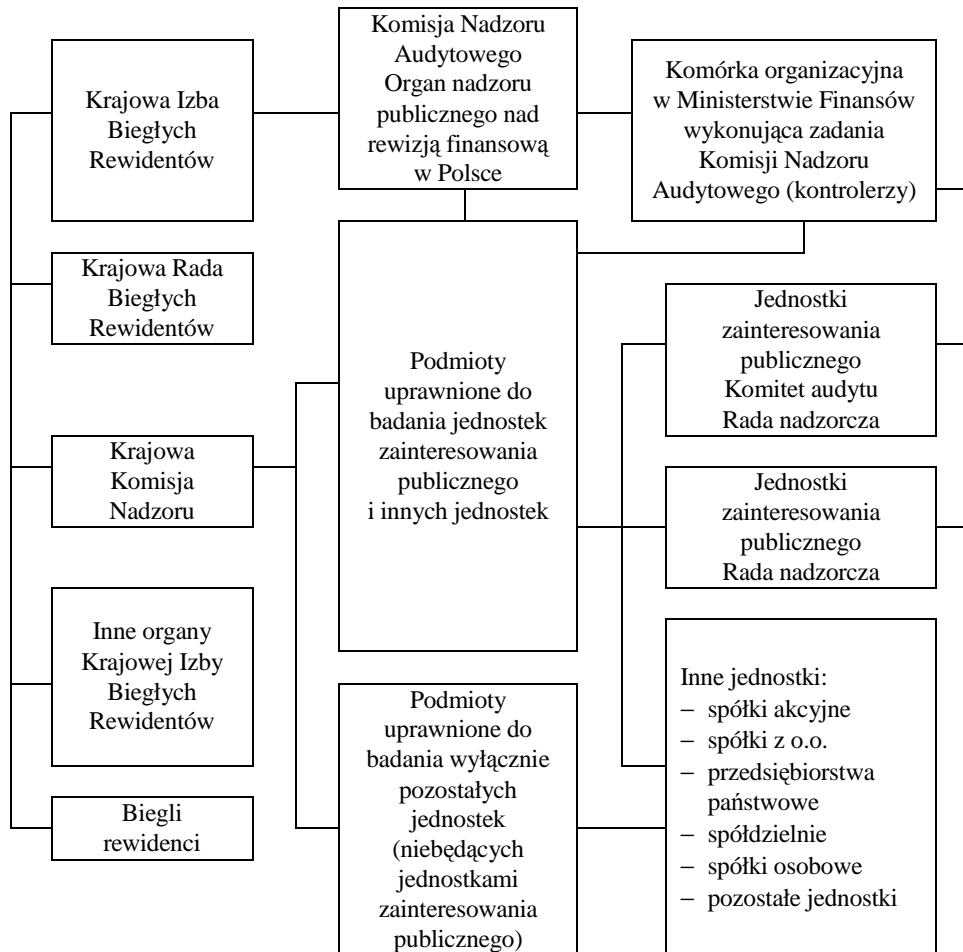 Krajowa Izba
Biegłych
Rewidentów
Krajowa Rada
Biegłych
Rewidentów
Krajowa
Komisja
Nadzoru
Inne organy
Krajowej Izby
Biegłych
Rewidentów
Biegli
rewidenci
Komisja Nadzoru
Audytowego
Organ nadzoru
publicznego nad
rewizją finansową
w Polsce
Podmioty
uprawnione do
badania jednostek
zainteresowania
publicznego
i innych jednostek
Podmioty
uprawnione do
badania wyłącznie
pozostałych
jednostek
(niebędących
jednostkami
zainteresowania
publicznego)
Komórka organizacyjna
w Ministerstwie Finansów
wykonująca zadania
Komisji Nadzoru
Audytowego (kontrolerzy)
Jednostki
zainteresowania
publicznego
Komitet audytu
Rada nadzorcza
Jednostki
zainteresowania
publicznego
Rada nadzorcza
Inne jednostki:
– spółki akcyjne
– spółki z o.o.
– przedsiębiorstwa
państwowe
– spółdzielnie
– spółki osobowe
– pozostałe jednostki